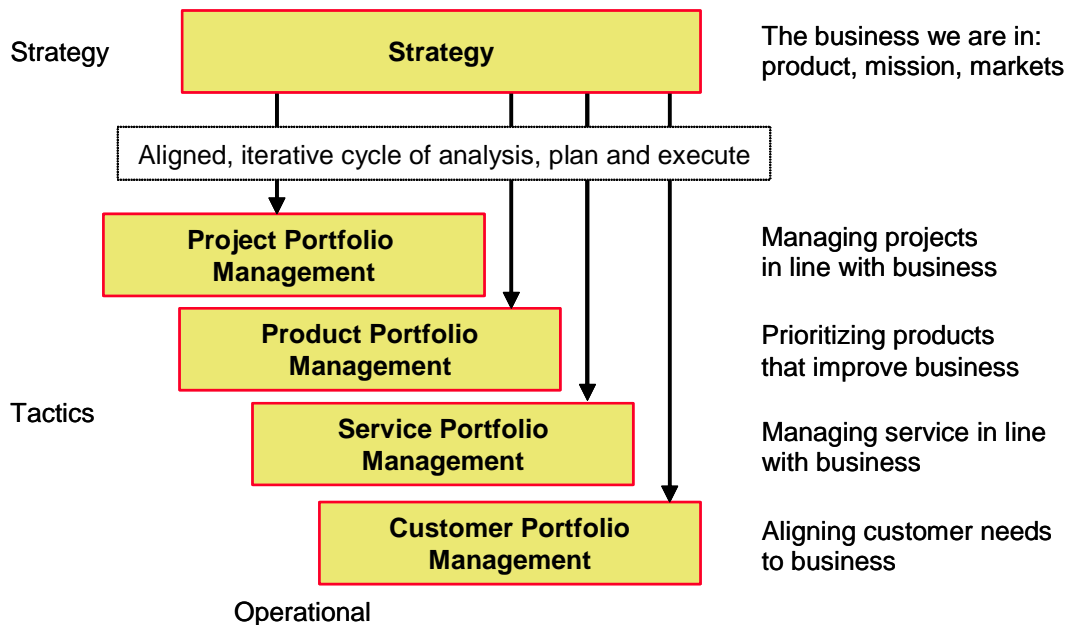 Strategy
Strategy
The business we are in:
product, mission, markets
Aligned, iterative cycle of analysis, plan and execute
Project Portfolio
Management
Managing projects
in line with business
Product Portfolio
Management
Prioritizing products
that improve business
Tactics
Service Portfolio
Management
Managing service in line
with business
Customer Portfolio
Management
Aligning customer needs
to business
Operational